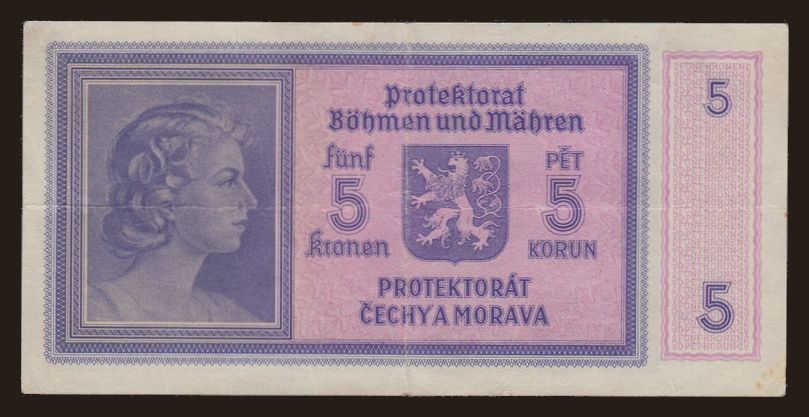 Protektorat
Böhmen und Mähren
fünf
PĚT
5
5
Kronen
KORUN
PROTEKTORÁT
ČECHY A MORAVA
5
5